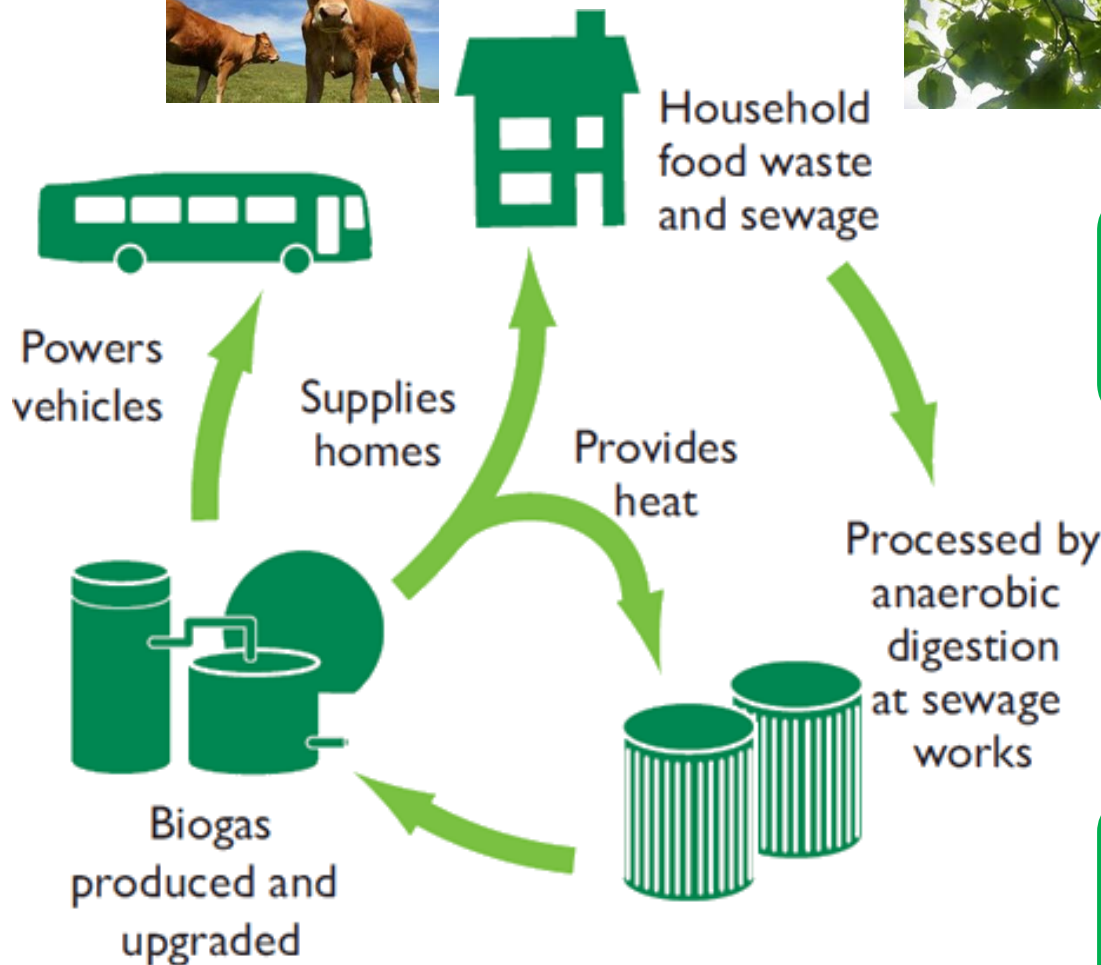 Household
food waste
and sewage
Powers
vehicles
Supplies
homes
Provides
heat
Processed by
anaerobic
digestion
at sewage
works
Biogas
produced and
upgraded